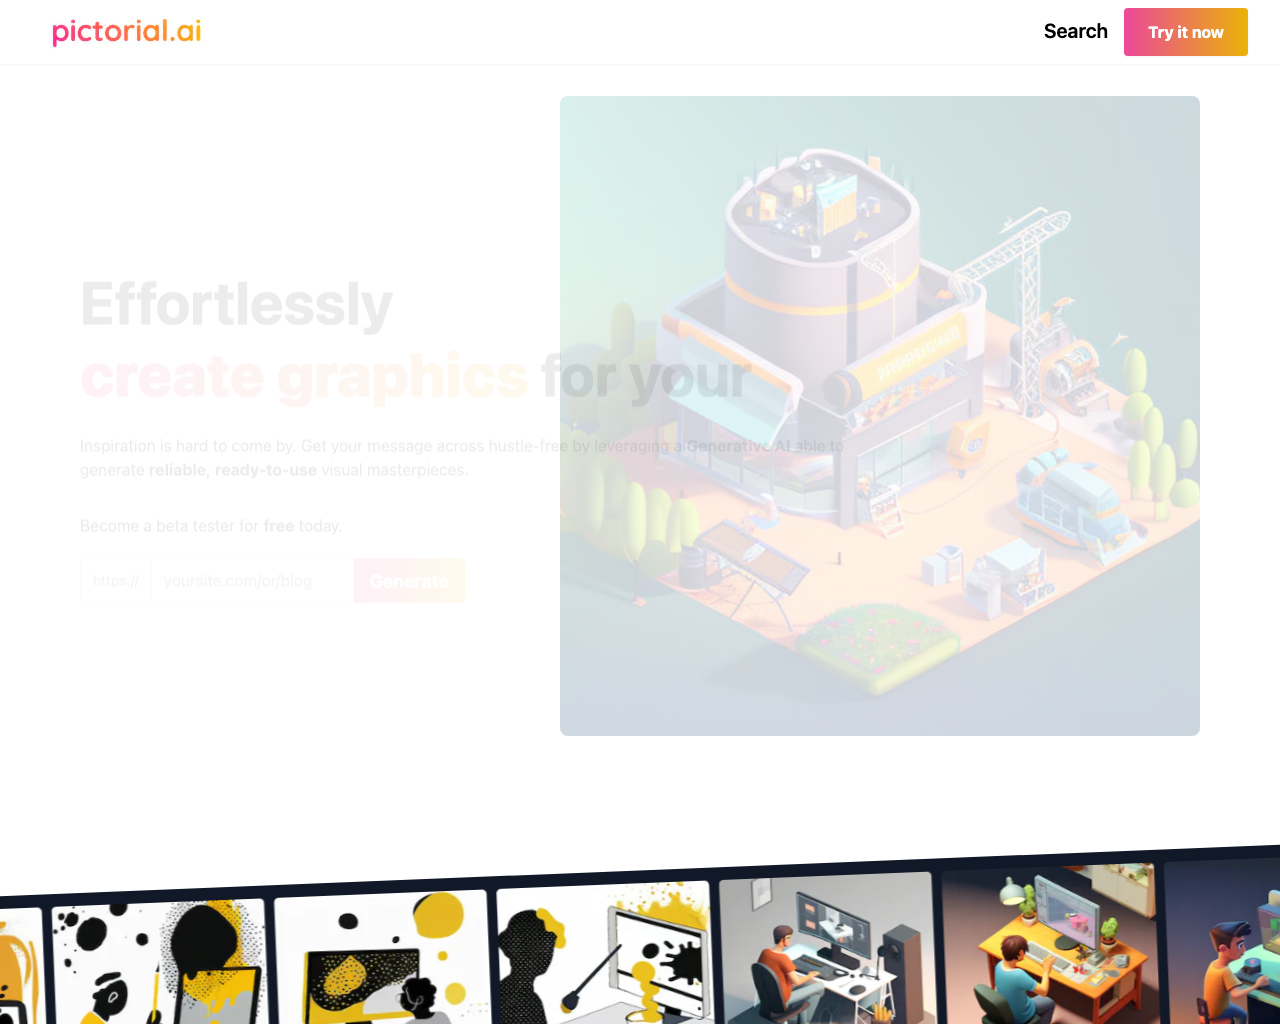 pictorial.ai
Search
Try it now
Effortlessly
create graphics for your
Inspiration is hard to come by. Get your message across hustle-free by leveraging a Generative AI able to
generate reliable, ready-to-use visual masterpieces.
Become a beta tester for free today.
https://
yoursite.com/or/blog
Generate